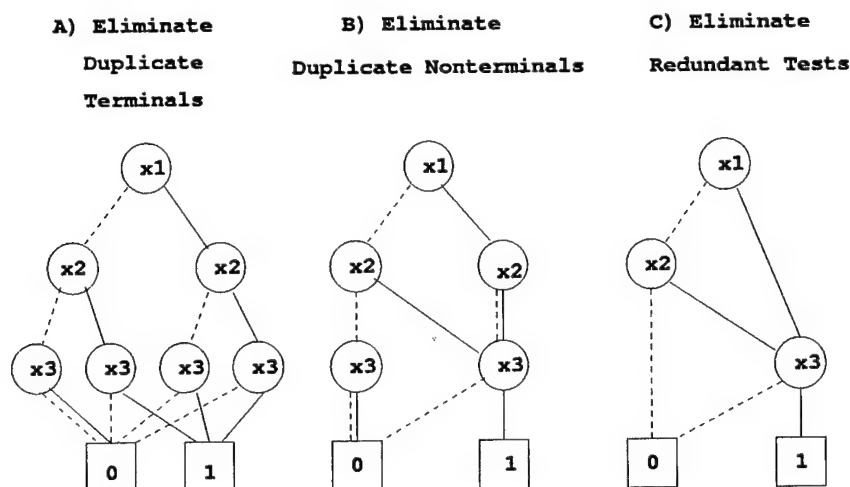 A) Eliminate
Duplicate
Terminals
B) Eliminate
Duplicate Nonterminals
C) Eliminate
Redundant Tests
x1
x2
x2
x3
x3
x3
x3
0
1
x1
x2
x2
x3
x3
0
1
x1
x2
x3
0
1